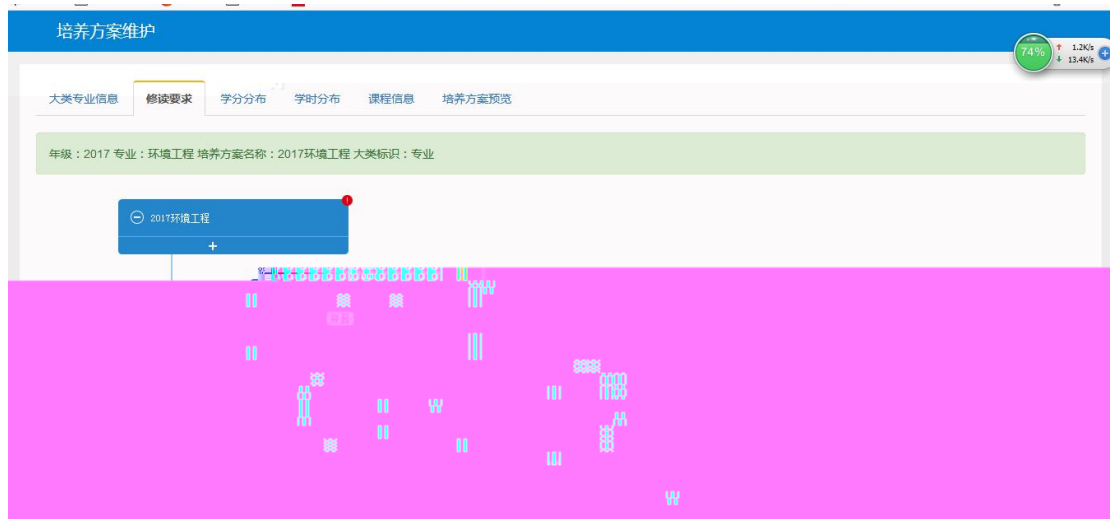 培养方案维护
74%
1.2K/s
13.4K/s
大类专业信息 修读要求 学分分布 学时分布 课程信息 培养方案预览
年级：2017 专业：环境工程 培养方案名称：2017环境工程 大类标识：专业
2017环境工程
+